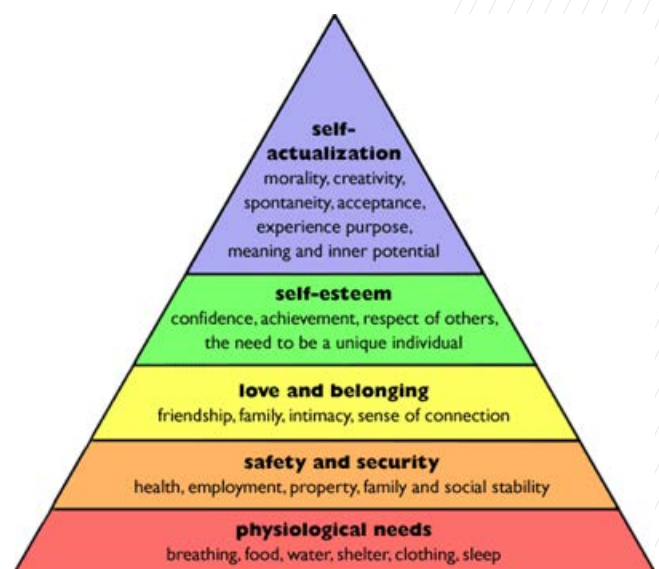 self-
actualization
morality, creativity,
spontaneity, acceptance,
experience purpose,
meaning and inner potential
self-esteem
confidence, achievement, respect of others,
the need to be a unique individual
love and belonging
friendship, family, intimacy, sense of connection
safety and security
health, employment, property, family and social stability
physiological needs
breathing, food, water, shelter, clothing, sleep